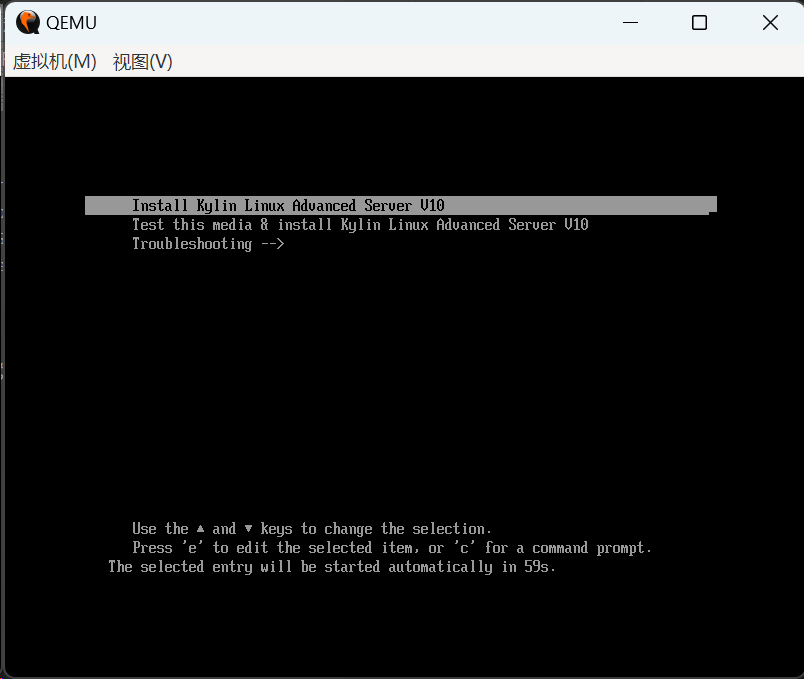 QEMU
虚拟机(M) 视图(V)
Install Kylin Linux Advanced Server V10
Test this media & install Kylin Linux Advanced Server V10
Troubleshooting -->
Use the ▲ and ▼ keys to change the selection.
Press 'e' to edit the selected item, or 'c' for a command prompt.
The selected entry will be started automatically in 59s.